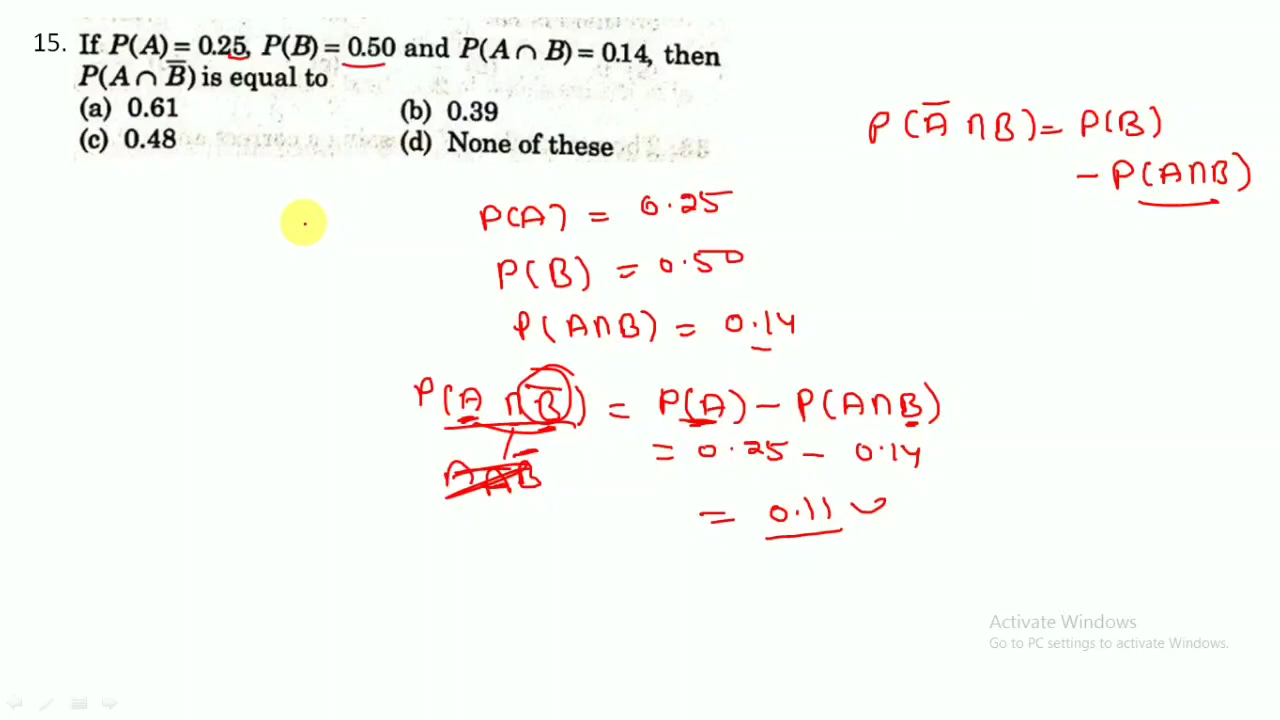 15. If P(A) = 0.25, P(B) = 0.50 and P(A ∩ B) = 0.14, then
P(A ∩ B̅) is equal to
(a) 0.61 (b) 0.39
(c) 0.48 (d) None of these
P(A̅ ∩ B) = P(B)
- P(A∩B)
P(A) = 0.25
P(B) = 0.50
P(A∩B) = 0.14
P(A ∩ B̅) = P(A) - P(A∩B)
= 0.25 - 0.14
= 0.11
Activate Windows
Go to PC settings to activate Windows.